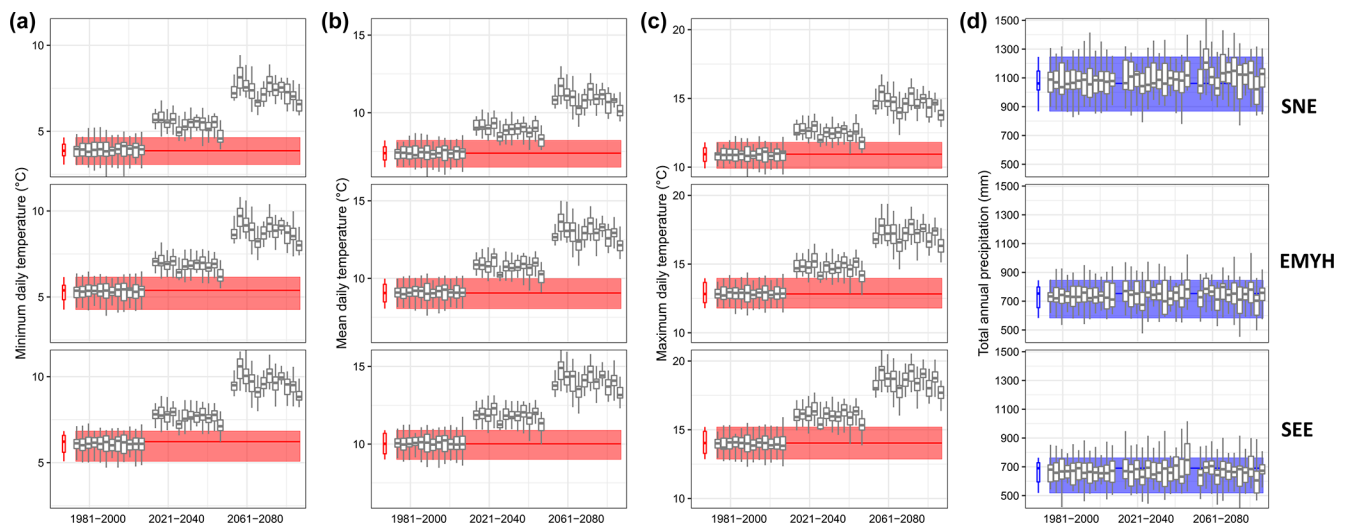 (a)
(b)
(c)
(d)
Minimum daily temperature (°C)
10
5
10
5
10
5
1981−2000 2021−2040 2061−2080
Mean daily temperature (°C)
15
10
15
10
15
10
1981−2000 2021−2040 2061−2080
Maximum daily temperature (°C)
20
15
10
20
15
10
20
15
10
1981−2000 2021−2040 2061−2080
Total annual precipitation (mm)
1500
1300
1100
900
700
500
1500
1300
1100
900
700
500
1500
1300
1100
900
700
500
1981−2000 2021−2040 2061−2080
SNE
EMYH
SEE